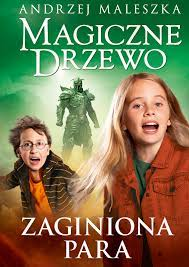 ANDRZEJ MALESZKA
MAGICZNE
DRZEWO
ZAGINIONA
PARA